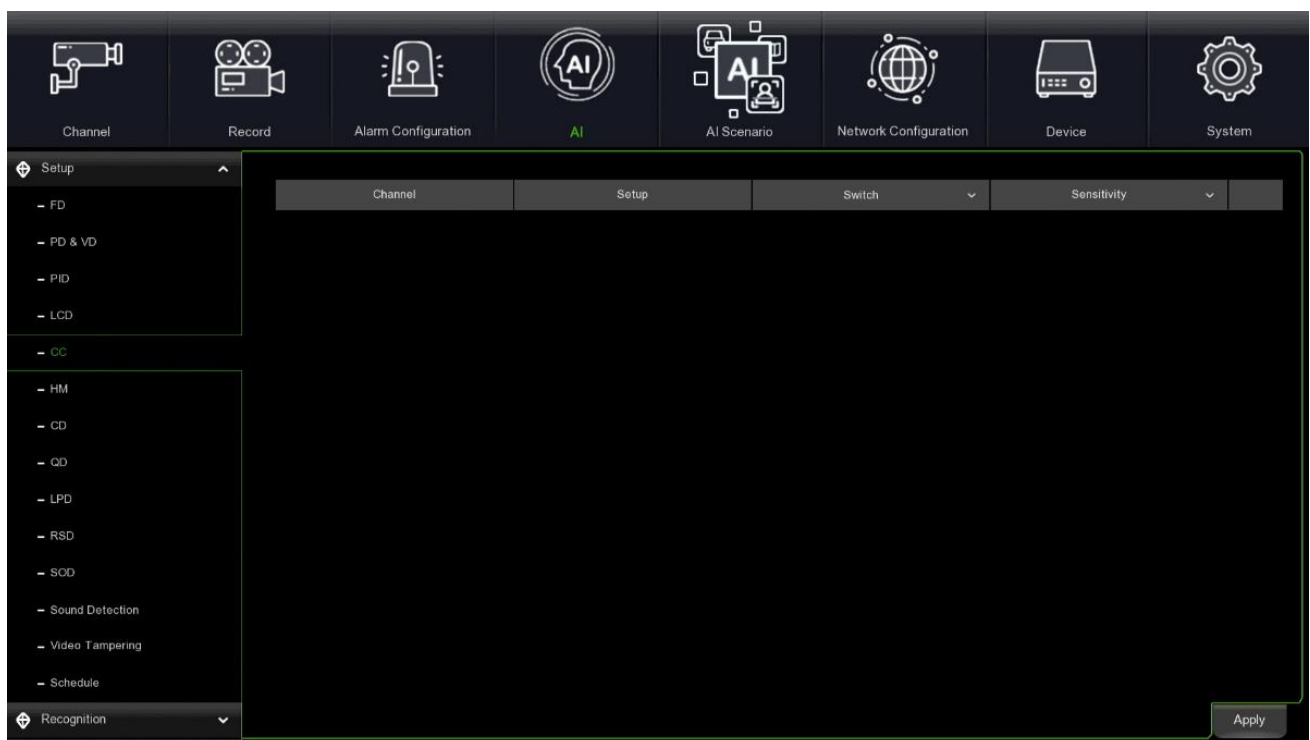 AI
AI
Channel
Record
Alarm Configuration
AI
AI Scenario
Network Configuration
Device
System
Setup
Channel
Setup
Switch
Sensitivity
– FD
– PD & VD
– PID
– LCD
– CC
– HM
– CD
– QD
– LPD
– RSD
– SOD
– Sound Detection
– Video Tampering
– Schedule
Recognition
Apply